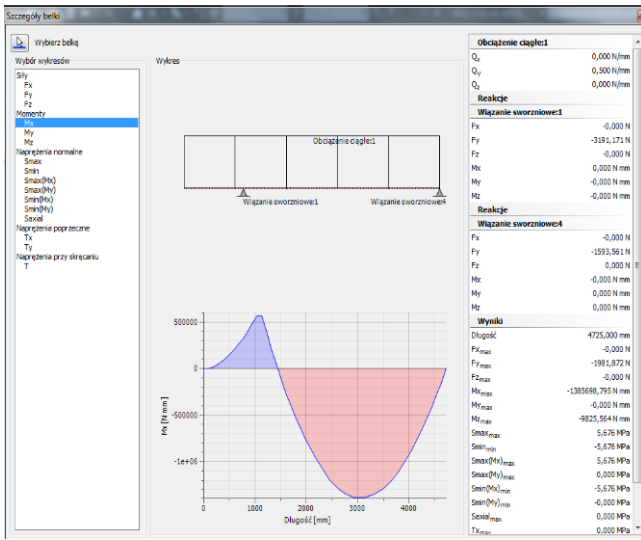 Szczegóły belki
Wybierz belkę
Wybór wykresów
Siły
Fx
Fy
Fz
Momenty
Mx
My
Mz
Naprężenia normalne
Smax
Smin
Smax(Mx)
Smax(My)
Smin(Mx)
Smin(My)
Saxial
Naprężenia poprzeczne
Tx
Ty
Naprężenia przy skręcaniu
T
Wykres
Obciążenie ciągłe:1
Wiązanie sworzniowe:1 Wiązanie sworzniowe:4
500000
0
-500000
-1e+06
Mx [N mm]
0 1000 2000 3000 4000
Długość [mm]
Obciążenie ciągłe:1
Qx 0,000 N/mm
Qy 0,500 N/mm
Qz 0,000 N/mm
Reakcje
Wiązanie sworzniowe:1
Fx -0,000 N
Fy -3191,171 N
Fz -0,000 N
Mx 0,000 N mm
My -0,000 N mm
Mz -0,000 N mm
Reakcje
Wiązanie sworzniowe:4
Fx -0,000 N
Fy -1593,561 N
Fz 0,000 N
Mx -0,000 N mm
My 0,000 N mm
Mz 0,000 N mm
Wyniki
Długość 4725,000 mm
Fxmax -0,000 N
Fymax -1981,872 N
Fzmax -0,000 N
Mxmax -1385698,795 N mm
Mymax -0,000 N mm
Mzmax -9825,564 N mm
Smaxmax 5,676 MPa
Sminmin -5,676 MPa
Smax(Mx)max 5,676 MPa
Smax(My)max 0,000 MPa
Smin(Mx)min -5,676 MPa
Smin(My)min -0,000 MPa
Saxialmax 0,000 MPa
Txmax 0,000 MPa